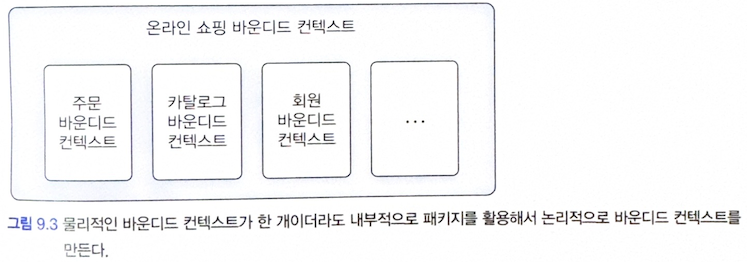 온라인 쇼핑 바운디드 컨텍스트
주문
바운디드
컨텍스트
카탈로그
바운디드
컨텍스트
회원
바운디드
컨텍스트
...
그림 9.3 물리적인 바운디드 컨텍스트가 한 개이더라도 내부적으로 패키지를 활용해서 논리적으로 바운디드 컨텍스트를
만든다.